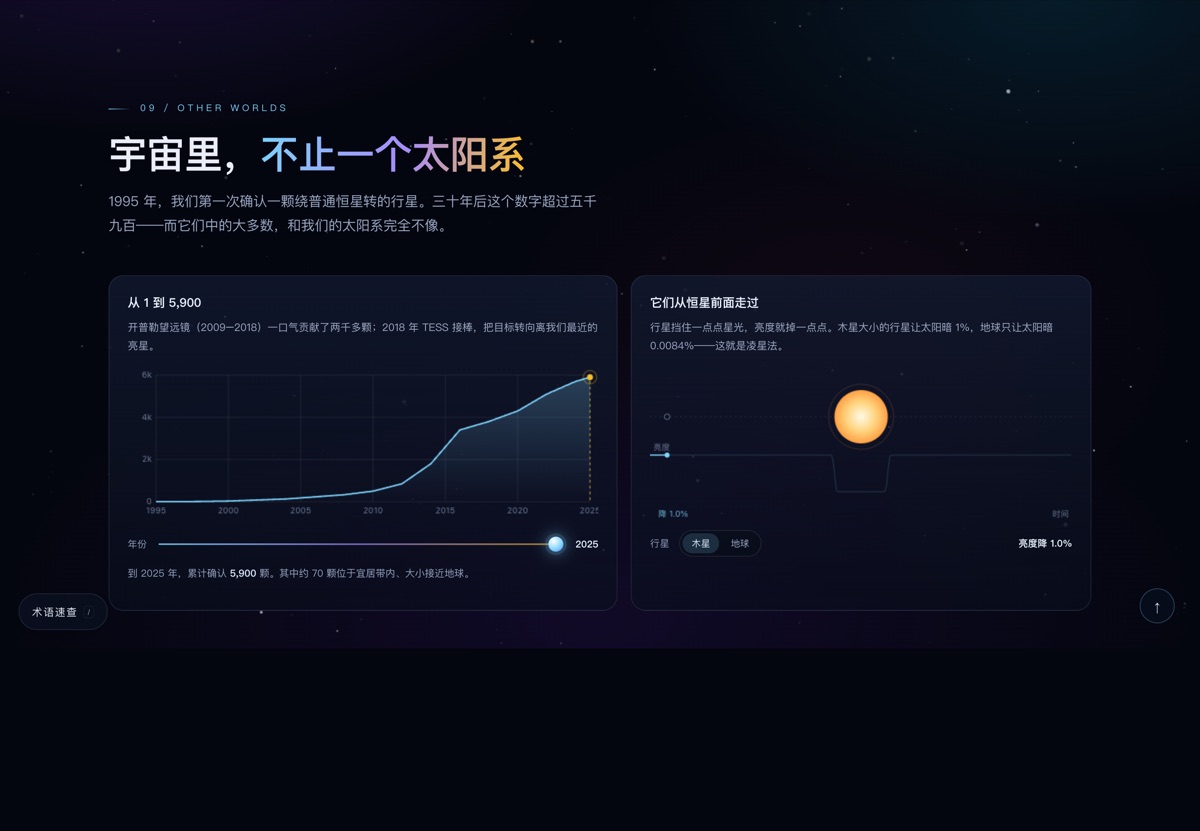 09 / OTHER WORLDS
宇宙里，不止一个太阳系
1995 年，我们第一次确认一颗绕普通恒星转的行星。三十年后这个数字超过五千
九百——而它们中的大多数，和我们的太阳系完全不像。
从 1 到 5,900
开普勒望远镜（2009—2018）一口气贡献了两千多颗；2018 年 TESS 接棒，把目标转向离我们最近的
亮星。
6k
4k
2k
0
1995 2000 2005 2010 2015 2020 2025
年份 2025
到 2025 年，累计确认 5,900 颗。其中约 70 颗位于宜居带内、大小接近地球。
它们从恒星前面走过
行星挡住一点点星光，亮度就掉一点点。木星大小的行星让太阳暗 1%，地球只让太阳暗
0.0084%——这就是凌星法。
亮度
降 1.0% 时间
行星 木星 地球 亮度降 1.0%
术语速查 /
↑